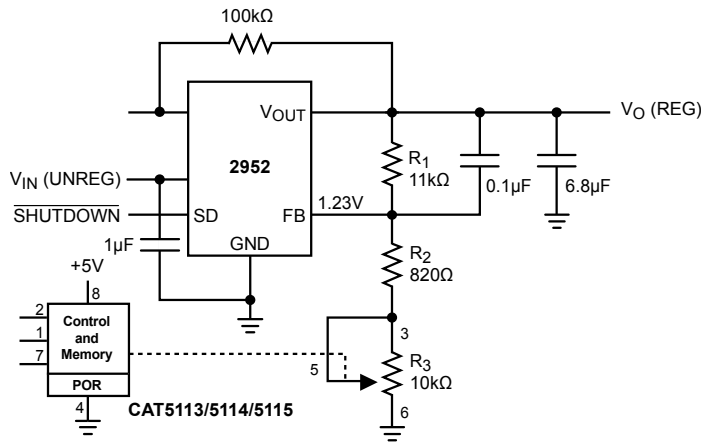 100kΩ
VOUT
VO (REG)
2952
R1
11kΩ
0.1µF
6.8µF
VIN (UNREG)
1.23V
SHUTDOWN
SD
FB
GND
1µF
R2
820Ω
+5V
8
2
1
7
Control
and
Memory
POR
4
CAT5113/5114/5115
3
5
R3
10kΩ
6